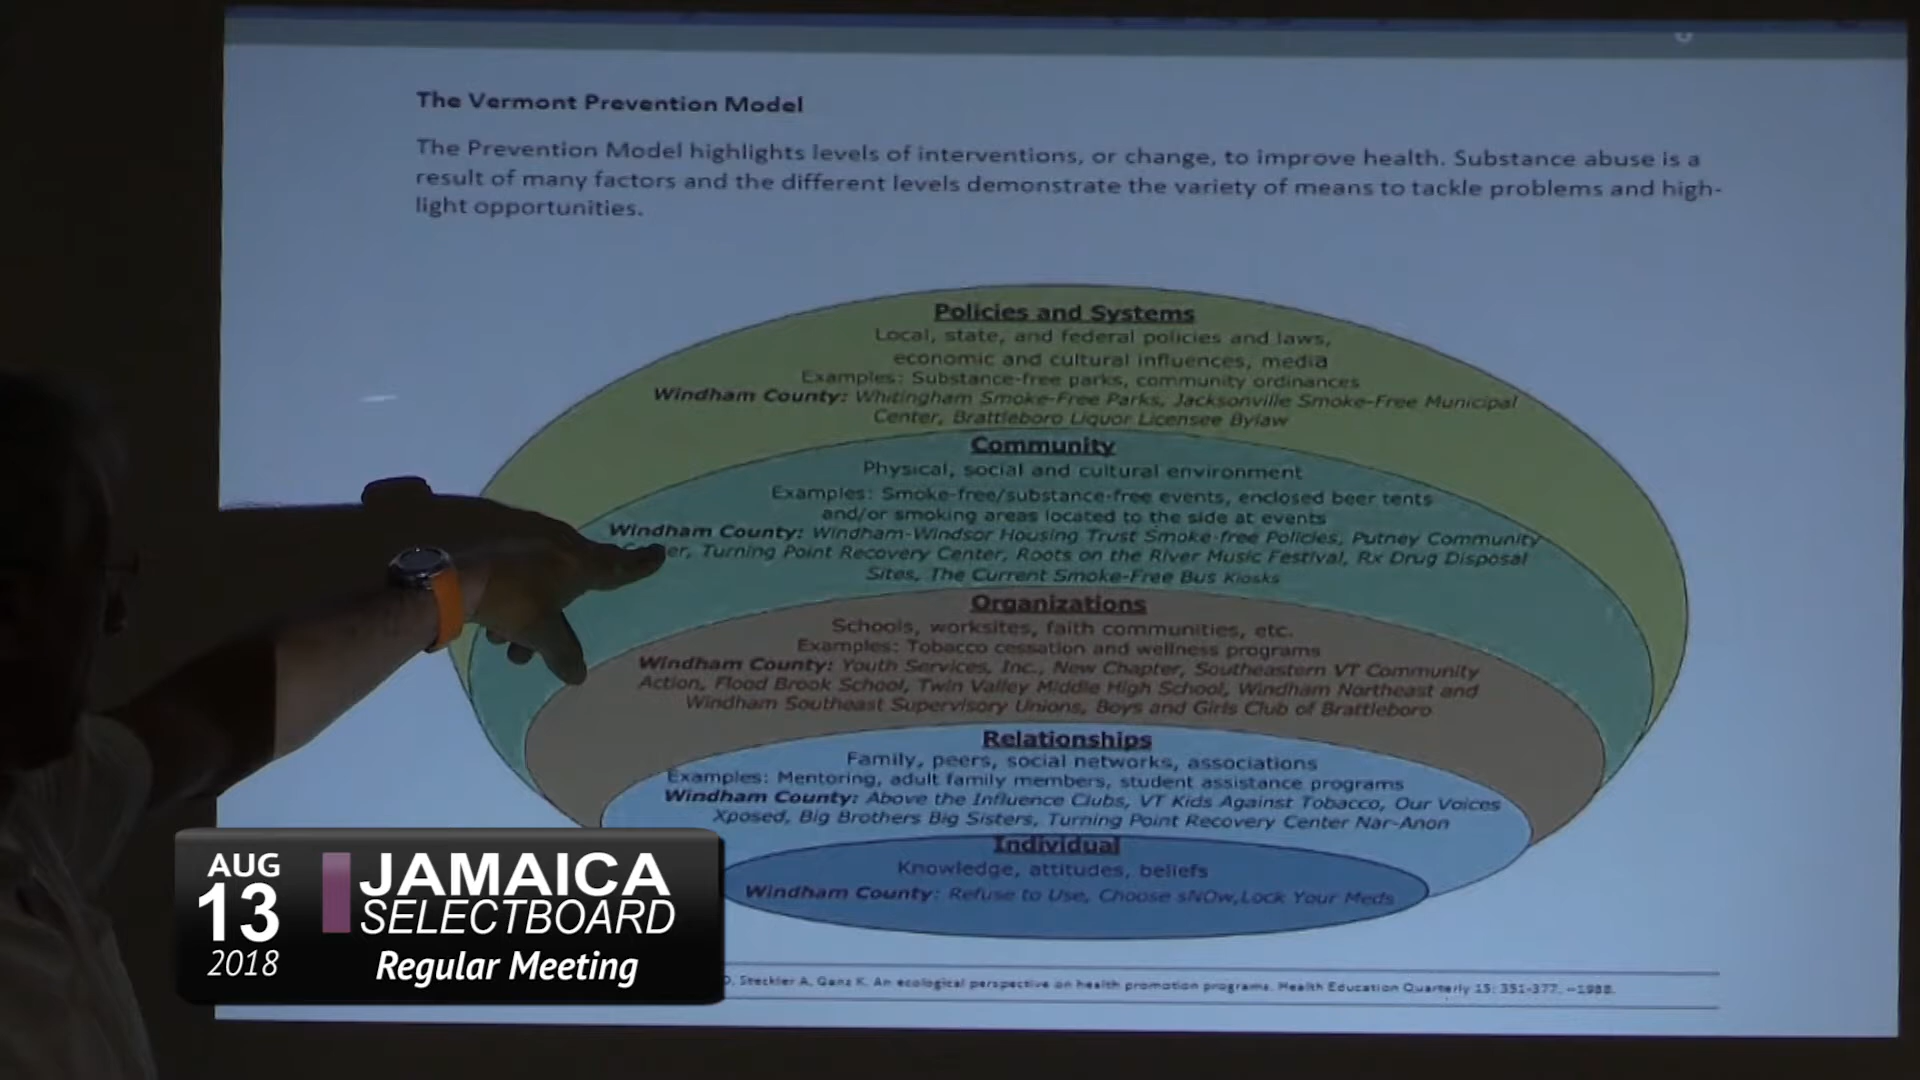 The Vermont Prevention Model
The Prevention Model highlights levels of interventions, or change, to improve health. Substance abuse is a
result of many factors and the different levels demonstrate the variety of means to tackle problems and high-
light opportunities.
Policies and Systems
Local, state, and federal policies and laws,
economic and cultural influences, media
Examples: Substance-free parks, community ordinances
Windham County: Whitingham Smoke-Free Parks, Jacksonville Smoke-Free Municipal
Center, Brattleboro Liquor Licensee Bylaw
Community
Physical, social and cultural environment
Examples: Smoke-free/substance-free events, enclosed beer tents
and/or smoking areas located to the side at events
Windham County: Windham-Windsor Housing Trust Smoke-free Policies, Putney Community
Turning Point Recovery Center, Roots on the River Music Festival, Rx Drug Disposal
Sites, The Current Smoke-Free Bus Kiosks
Organizations
Schools, worksites, faith communities, etc.
Examples: Tobacco cessation and wellness programs
Windham County: Youth Services, Inc., New Chapter, Southeastern VT Community
Action, Flood Brook School, Twin Valley Middle High School, Windham Northeast and
Windham Southeast Supervisory Unions, Boys and Girls Club of Brattleboro
Relationships
Family, peers, social networks, associations
Examples: Mentoring, adult family members, student assistance programs
Windham County: Above the Influence Clubs, VT Kids Against Tobacco, Our Voices
Xposed, Big Brothers Big Sisters, Turning Point Recovery Center Nar-Anon
Individual
Knowledge, attitudes, beliefs
Windham County: Refuse to Use, Choose sNOw,Lock Your Meds
Steckler A, Ganz K. An ecological perspective on health promotion programs. Health Education Quarterly 15: 351-377, -1988.
AUG
13
2018
JAMAICA
SELECTBOARD
Regular Meeting